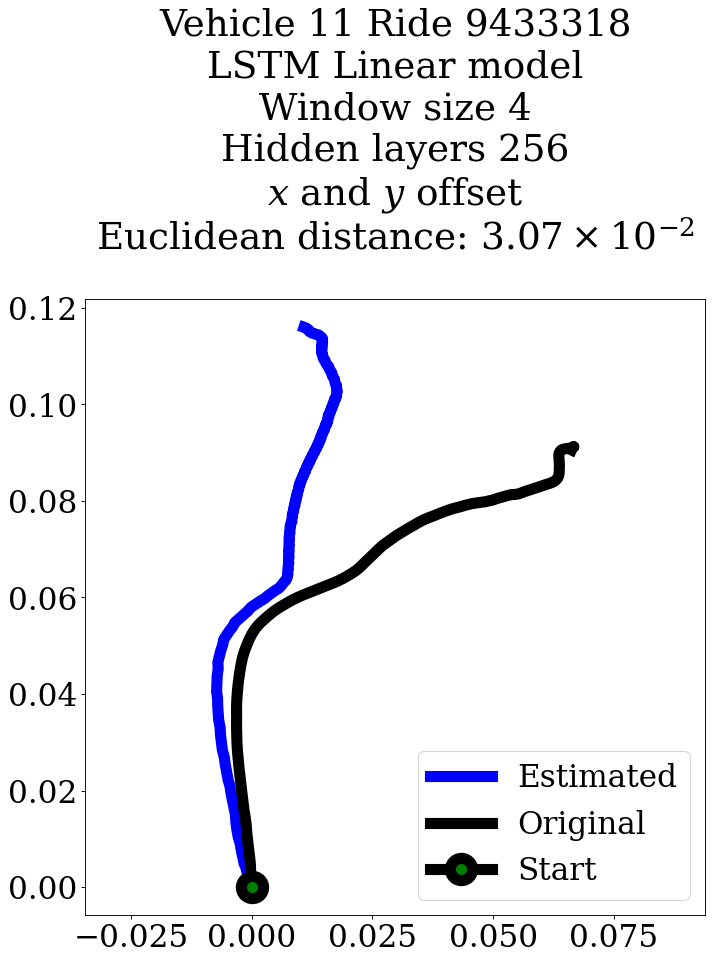 Vehicle 11 Ride 9433318
LSTM Linear model
Window size 4
Hidden layers 256
x and y offset
Euclidean distance: 3.07 × 10⁻²
0.12
0.10
0.08
0.06
0.04
0.02
0.00
Estimated
Original
Start
−0.025 0.000 0.025 0.050 0.075